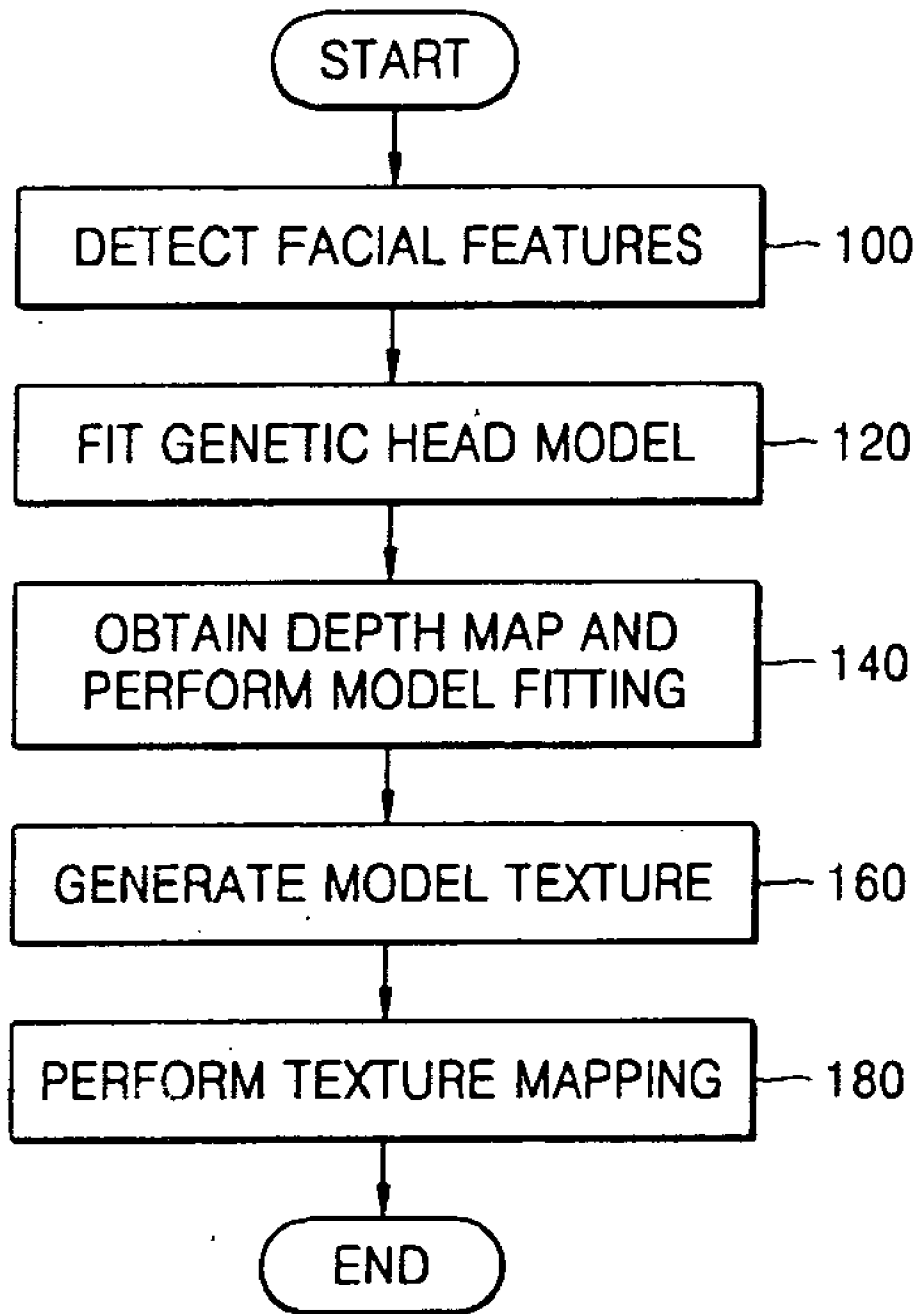 START
DETECT FACIAL FEATURES
100
FIT GENETIC HEAD MODEL
120
OBTAIN DEPTH MAP AND
PERFORM MODEL FITTING
140
GENERATE MODEL TEXTURE
160
PERFORM TEXTURE MAPPING
180
END